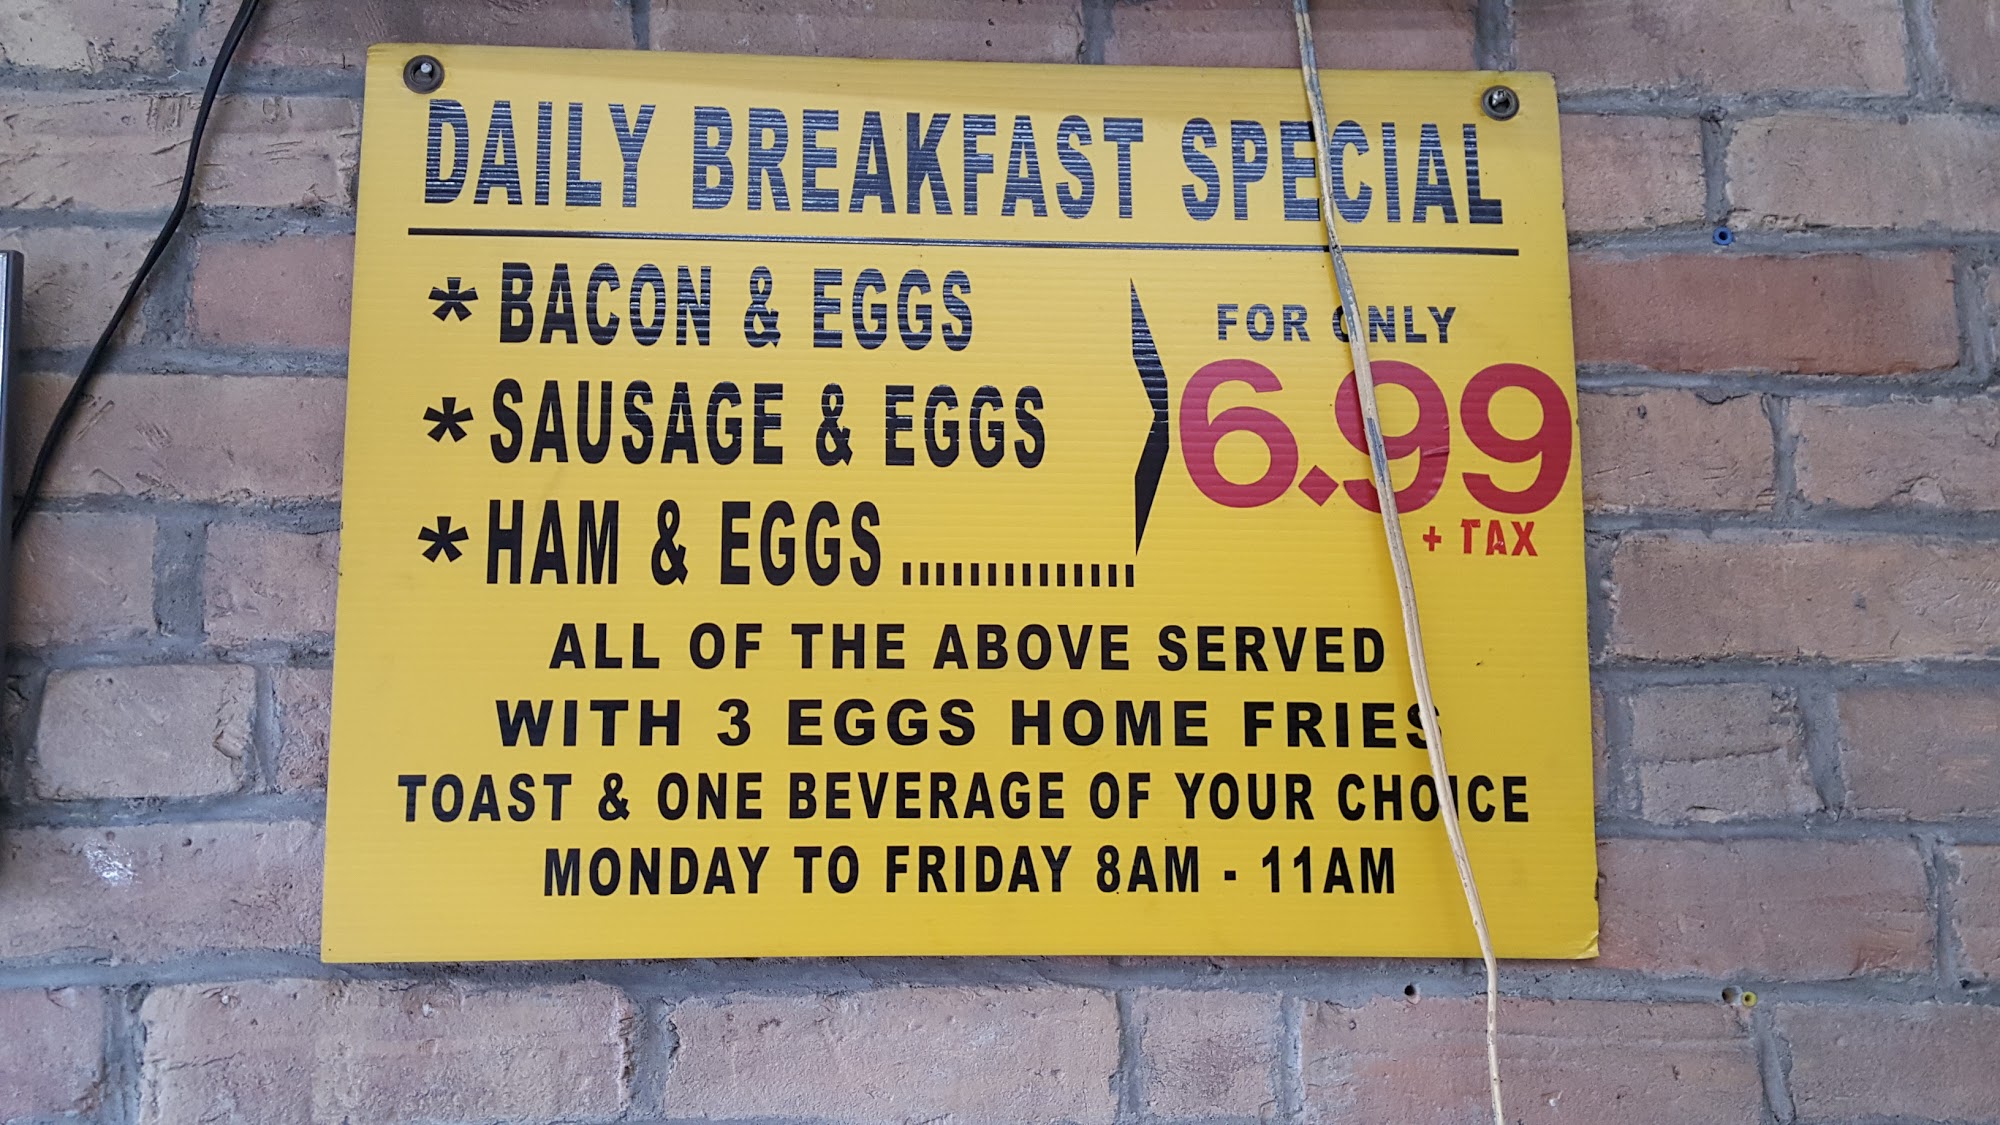 DAILY BREAKFAST SPECIAL
* BACON & EGGS
* SAUSAGE & EGGS
* HAM & EGGS ..............
FOR ONLY
6.99
+ TAX
ALL OF THE ABOVE SERVED
WITH 3 EGGS HOME FRIES
TOAST & ONE BEVERAGE OF YOUR CHOICE
MONDAY TO FRIDAY 8AM - 11AM